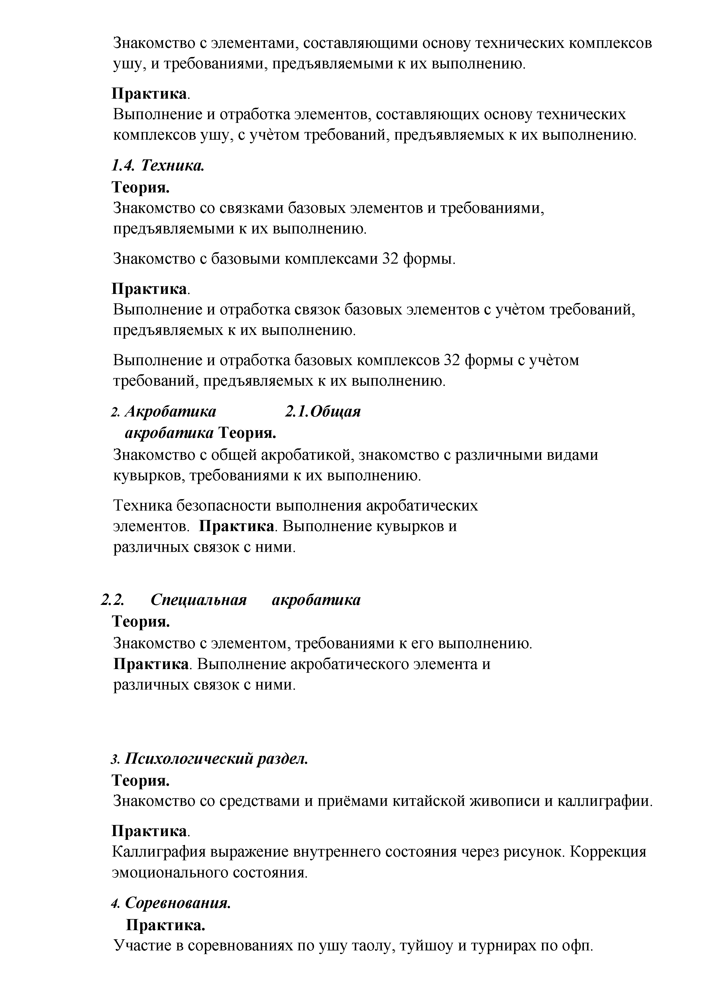 Знакомство с элементами, составляющими основу технических комплексов
ушу, и требованиями, предъявляемыми к их выполнению.
Практика.
Выполнение и отработка элементов, составляющих основу технических
комплексов ушу, с учѐтом требований, предъявляемых к их выполнению.
1.4. Техника.
Теория.
Знакомство со связками базовых элементов и требованиями,
предъявляемыми к их выполнению.
Знакомство с базовыми комплексами 32 формы.
Практика.
Выполнение и отработка связок базовых элементов с учѐтом требований,
предъявляемых к их выполнению.
Выполнение и отработка базовых комплексов 32 формы с учѐтом
требований, предъявляемых к их выполнению.
2. Акробатика 2.1.Общая
акробатика Теория.
Знакомство с общей акробатикой, знакомство с различными видами
кувырков, требованиями к их выполнению.
Техника безопасности выполнения акробатических
элементов. Практика. Выполнение кувырков и
различных связок с ними.
2.2. Специальная акробатика
Теория.
Знакомство с элементом, требованиями к его выполнению.
Практика. Выполнение акробатического элемента и
различных связок с ними.
3. Психологический раздел.
Теория.
Знакомство со средствами и приёмами китайской живописи и каллиграфии.
Практика.
Каллиграфия выражение внутреннего состояния через рисунок. Коррекция
эмоционального состояния.
4. Соревнования.
Практика.
Участие в соревнованиях по ушу таолу, туйшоу и турнирах по офп.